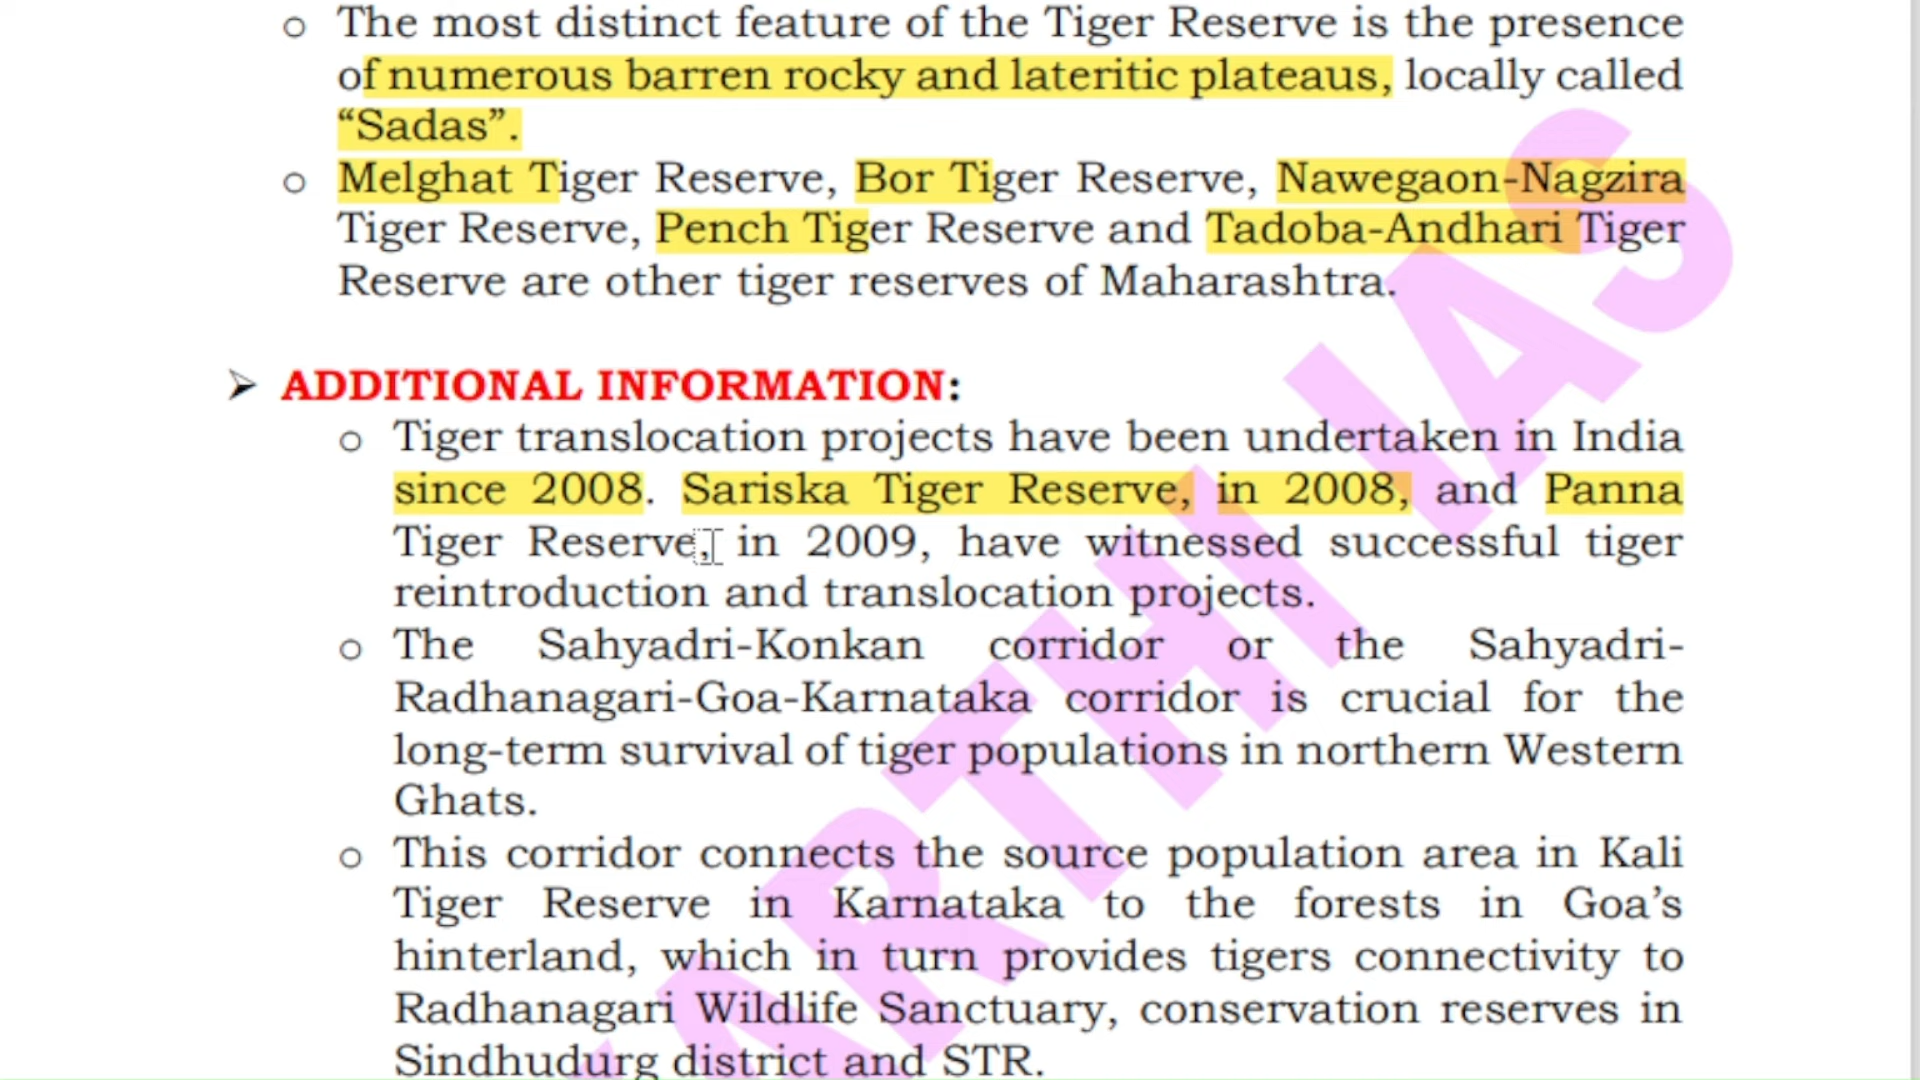 o The most distinct feature of the Tiger Reserve is the presence
of numerous barren rocky and lateritic plateaus, locally called
“Sadas”.
o Melghat Tiger Reserve, Bor Tiger Reserve, Nawegaon-Nagzira
Tiger Reserve, Pench Tiger Reserve and Tadoba-Andhari Tiger
Reserve are other tiger reserves of Maharashtra.
➢ ADDITIONAL INFORMATION:
o Tiger translocation projects have been undertaken in India
since 2008. Sariska Tiger Reserve, in 2008, and Panna
Tiger Reserve, in 2009, have witnessed successful tiger
reintroduction and translocation projects.
o The Sahyadri-Konkan corridor or the Sahyadri-
Radhanagari-Goa-Karnataka corridor is crucial for the
long-term survival of tiger populations in northern Western
Ghats.
o This corridor connects the source population area in Kali
Tiger Reserve in Karnataka to the forests in Goa’s
hinterland, which in turn provides tigers connectivity to
Radhanagari Wildlife Sanctuary, conservation reserves in
Sindhudurg district and STR.
ARTHI IAS